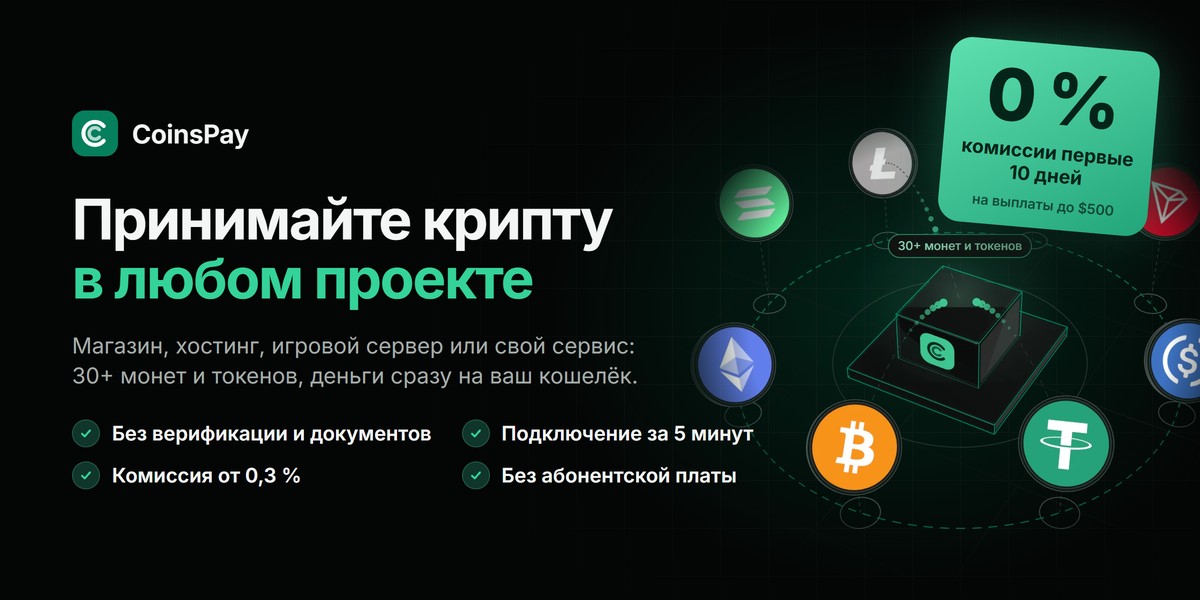 CoinsPay
Принимайте крипту
в любом проекте
Магазин, хостинг, игровой сервер или свой сервис:
30+ монет и токенов, деньги сразу на ваш кошелёк.
Без верификации и документов
Подключение за 5 минут
Комиссия от 0,3 %
Без абонентской платы
0 %
комиссии первые
10 дней
на выплаты до $500
30+ монет и токенов